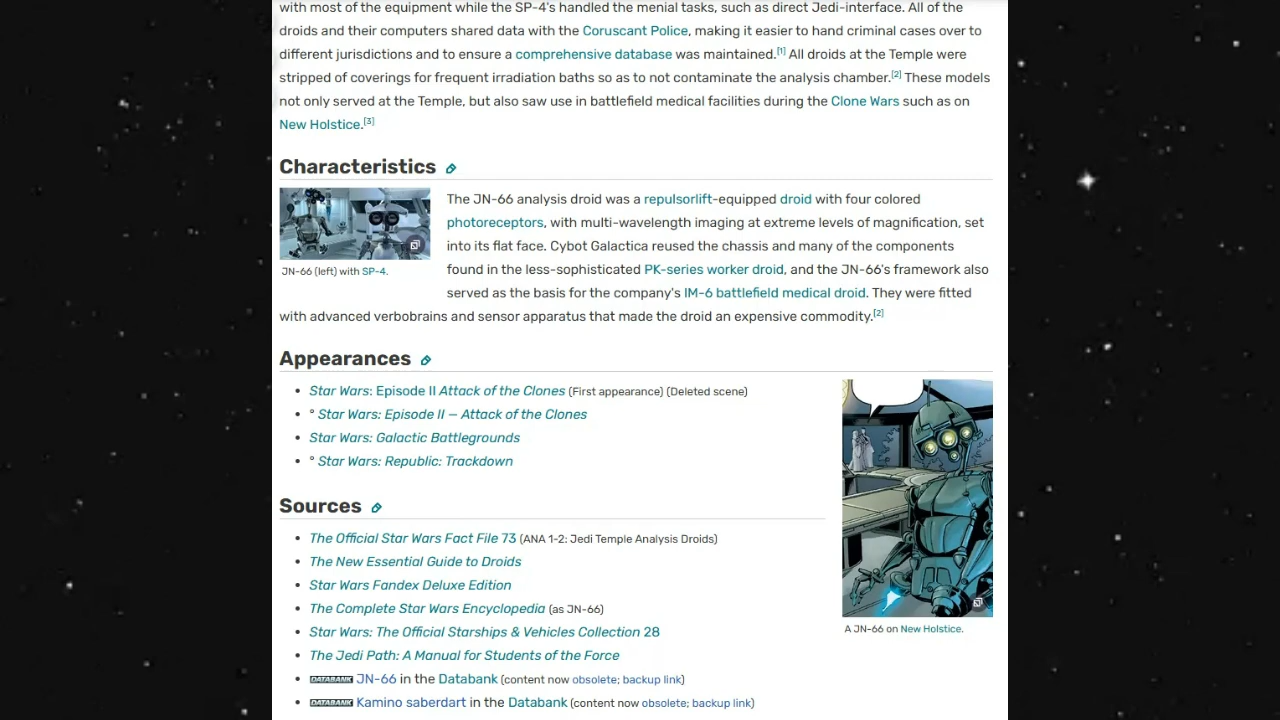 with most of the equipment while the SP-4's handled the menial tasks, such as direct Jedi-interface. All of the
droids and their computers shared data with the Coruscant Police, making it easier to hand criminal cases over to
different jurisdictions and to ensure a comprehensive database was maintained.[1] All droids at the Temple were
stripped of coverings for frequent irradiation baths so as to not contaminate the analysis chamber.[2] These models
not only served at the Temple, but also saw use in battlefield medical facilities during the Clone Wars such as on
New Holstice.[3]
Characteristics
The JN-66 analysis droid was a repulsorlift-equipped droid with four colored
photoreceptors, with multi-wavelength imaging at extreme levels of magnification, set
into its flat face. Cybot Galactica reused the chassis and many of the components
found in the less-sophisticated PK-series worker droid, and the JN-66's framework also
served as the basis for the company's IM-6 battlefield medical droid. They were fitted
with advanced verbobrains and sensor apparatus that made the droid an expensive commodity.[2]
JN-66 (left) with SP-4.
Appearances
• Star Wars: Episode II Attack of the Clones (First appearance) (Deleted scene)
• ° Star Wars: Episode II – Attack of the Clones
• Star Wars: Galactic Battlegrounds
• ° Star Wars: Republic: Trackdown
Sources
• The Official Star Wars Fact File 73 (ANA 1-2: Jedi Temple Analysis Droids)
• The New Essential Guide to Droids
• Star Wars Fandex Deluxe Edition
• The Complete Star Wars Encyclopedia (as JN-66)
• Star Wars: The Official Starships & Vehicles Collection 28
• The Jedi Path: A Manual for Students of the Force
• DATABANK JN-66 in the Databank (content now obsolete; backup link)
• DATABANK Kamino saberdart in the Databank (content now obsolete; backup link)
A JN-66 on New Holstice.